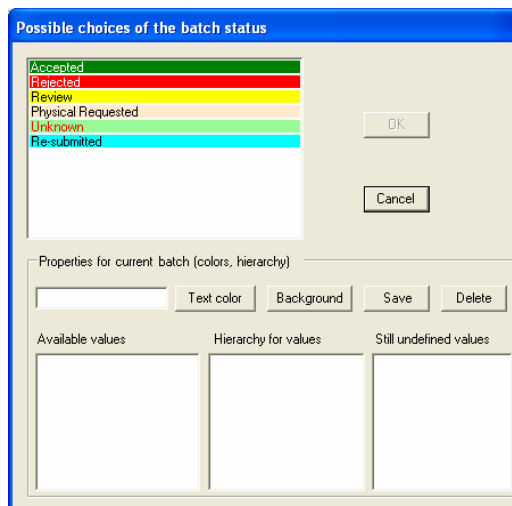 Possible choices of the batch status
Accepted
Rejected
Review
Physical Requested
Unknown
Re-submitted
OK
Cancel
Properties for current batch (colors, hierarchy)
Text color Background Save Delete
Available values Hierarchy for values Still undefined values